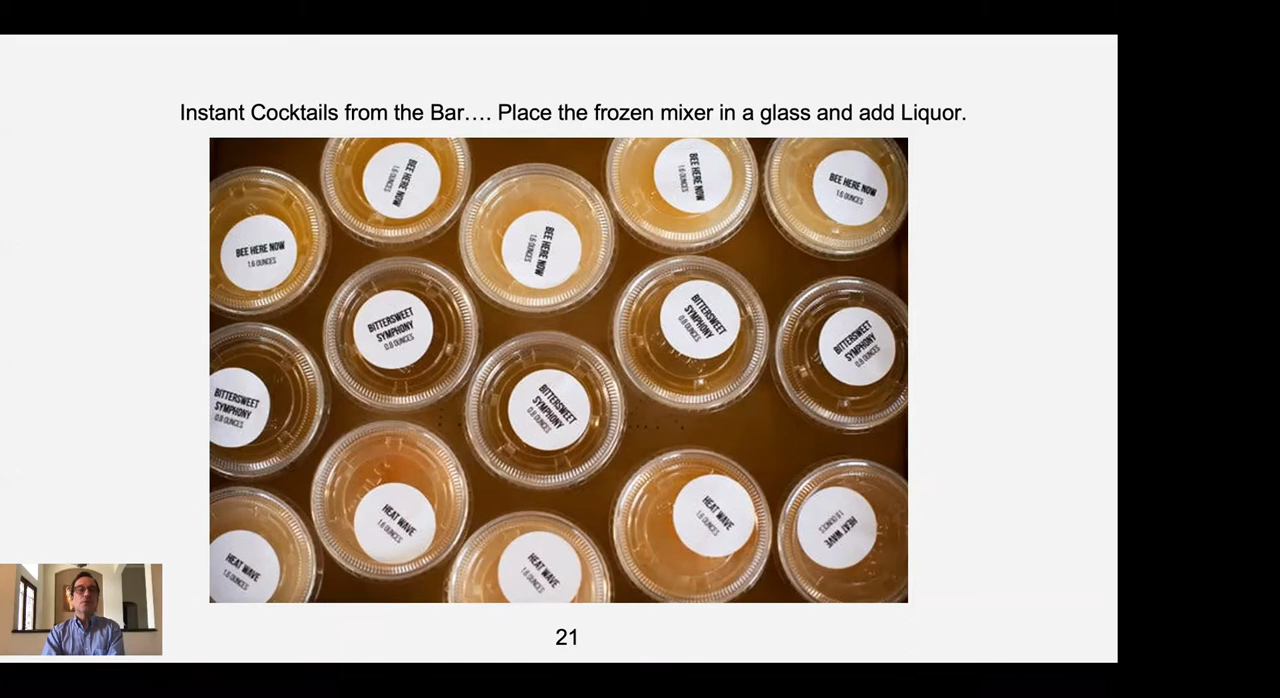 Instant Cocktails from the Bar…. Place the frozen mixer in a glass and add Liquor.
BEE HERE NOW
1.6 OUNCES
BEE HERE NOW
1.6 OUNCES
BEE HERE NOW
1.6 OUNCES
BEE HERE NOW
1.6 OUNCES
BEE HERE NOW
1.6 OUNCES
BITTERSWEET
SYMPHONY
0.8 OUNCES
BITTERSWEET
SYMPHONY
0.8 OUNCES
BITTERSWEET
SYMPHONY
0.8 OUNCES
BITTERSWEET
SYMPHONY
0.8 OUNCES
BITTERSWEET
SYMPHONY
0.8 OUNCES
HEAT WAVE
1.6 OUNCES
HEAT WAVE
1.6 OUNCES
HEAT WAVE
1.6 OUNCES
HEAT WAVE
1.6 OUNCES
HEAT WAVE
1.6 OUNCES
21